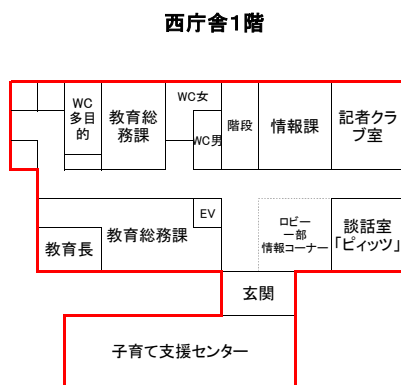 西庁舎1階
WC
多目
的
教育総
務課
WC女
WC男
階段
情報課
記者クラ
ブ室
EV
教育長
教育総務課
ロビー
一部
情報コーナー
談話室
「ピィッツ」
玄関
子育て支援センター